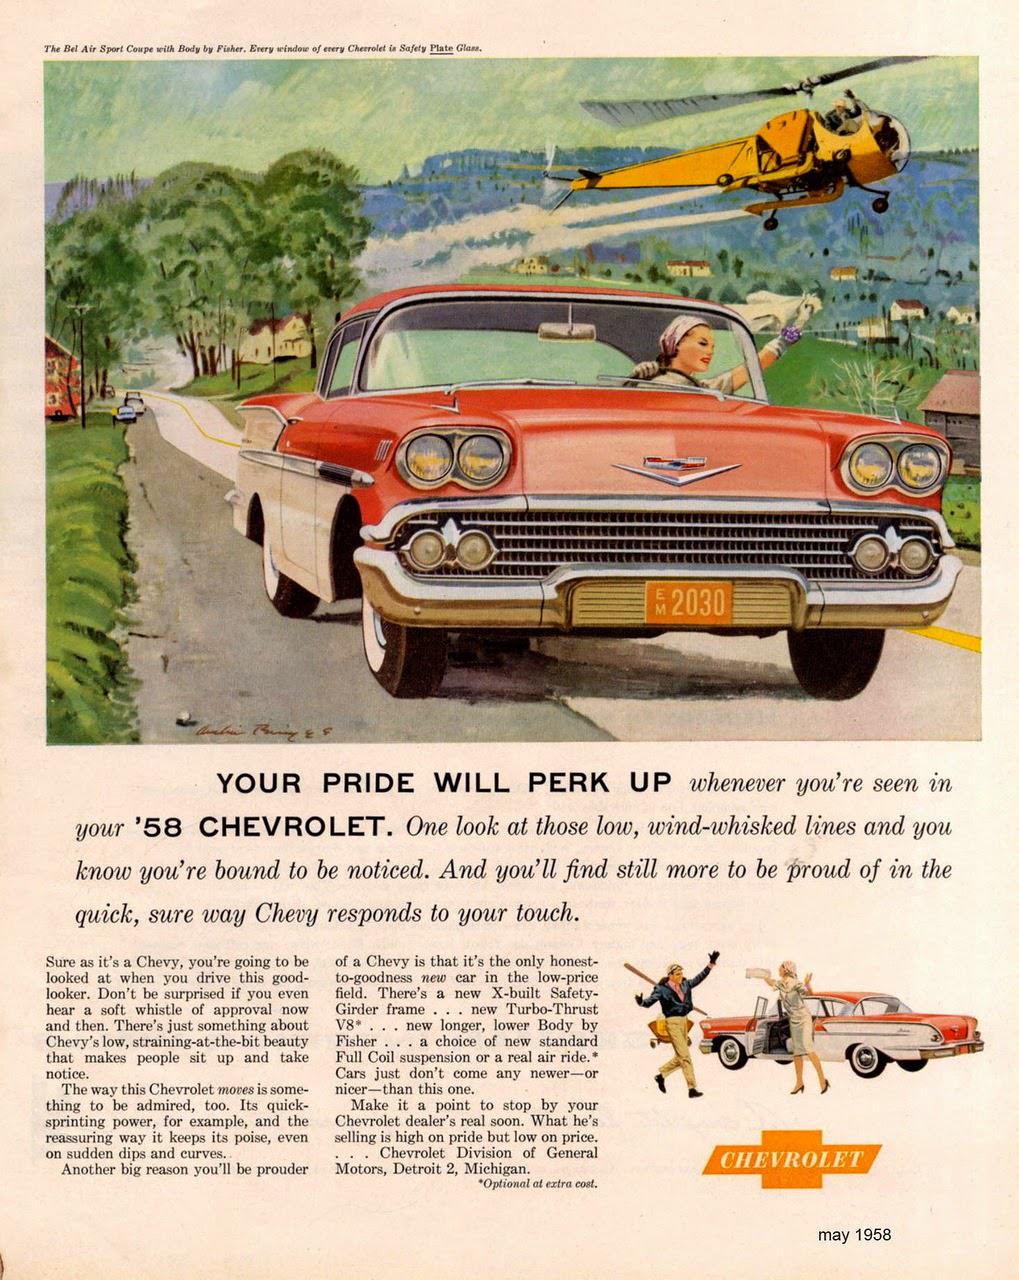 The Bel Air Sport Coupe with Body by Fisher. Every window of every Chevrolet is Safety Plate Glass.
E
M 2030
YOUR PRIDE WILL PERK UP whenever you're seen in
your '58 CHEVROLET. One look at those low, wind-whisked lines and you
know you're bound to be noticed. And you'll find still more to be proud of in the
quick, sure way Chevy responds to your touch.
Sure as it's a Chevy, you're going to be
looked at when you drive this good-
looker. Don't be surprised if you even
hear a soft whistle of approval now
and then. There's just something about
Chevy's low, straining-at-the-bit beauty
that makes people sit up and take
notice.
The way this Chevrolet moves is some-
thing to be admired, too. Its quick-
sprinting power, for example, and the
reassuring way it keeps its poise, even
on sudden dips and curves.
Another big reason you'll be prouder
of a Chevy is that it's the only honest-
to-goodness new car in the low-price
field. There's a new X-built Safety-
Girder frame . . . new Turbo-Thrust
V8* . . . new longer, lower Body by
Fisher . . . a choice of new standard
Full Coil suspension or a real air ride.*
Cars just don't come any newer—or
nicer—than this one.
Make it a point to stop by your
Chevrolet dealer's real soon. What he's
selling is high on pride but low on price.
. . . Chevrolet Division of General
Motors, Detroit 2, Michigan.
*Optional at extra cost.
CHEVROLET
may 1958